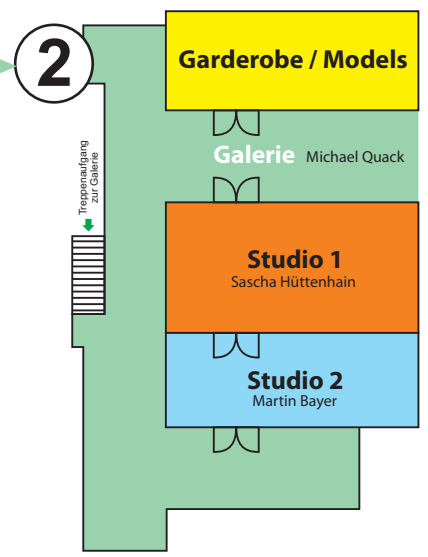 2
Garderobe / Models
Galerie Michael Quack
Treppenaufgang
zur Galerie
Studio 1
Sascha Hüttenhain
Studio 2
Martin Bayer